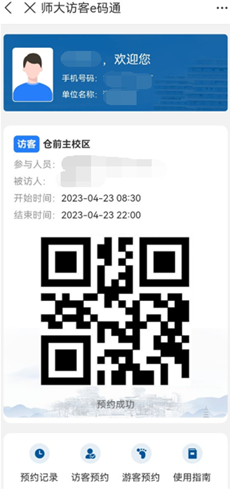 师大访客e码通
，欢迎您
手机号码：
单位名称：
访客 仓前主校区
参与人员：
被访人：
开始时间：2023-04-23 08:30
结束时间：2023-04-23 22:00
预约成功
预约记录 访客预约 游客预约 使用指南